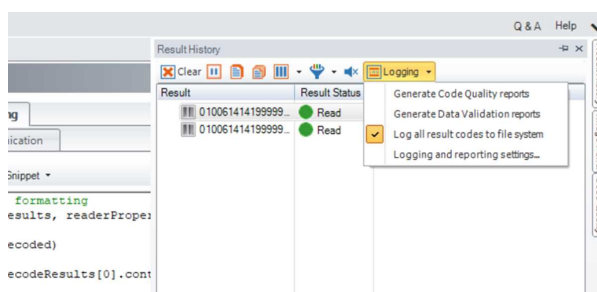 Q & A Help
Result History
Clear Logging
Result Result Status
010061414199999... Read
010061414199999... Read
Generate Code Quality reports
Generate Data Validation reports
Log all result codes to file system
Logging and reporting settings...
ng
nication
Snippet
formatting
esults, readerProper
ecoded)
ecodeResults[0].cont